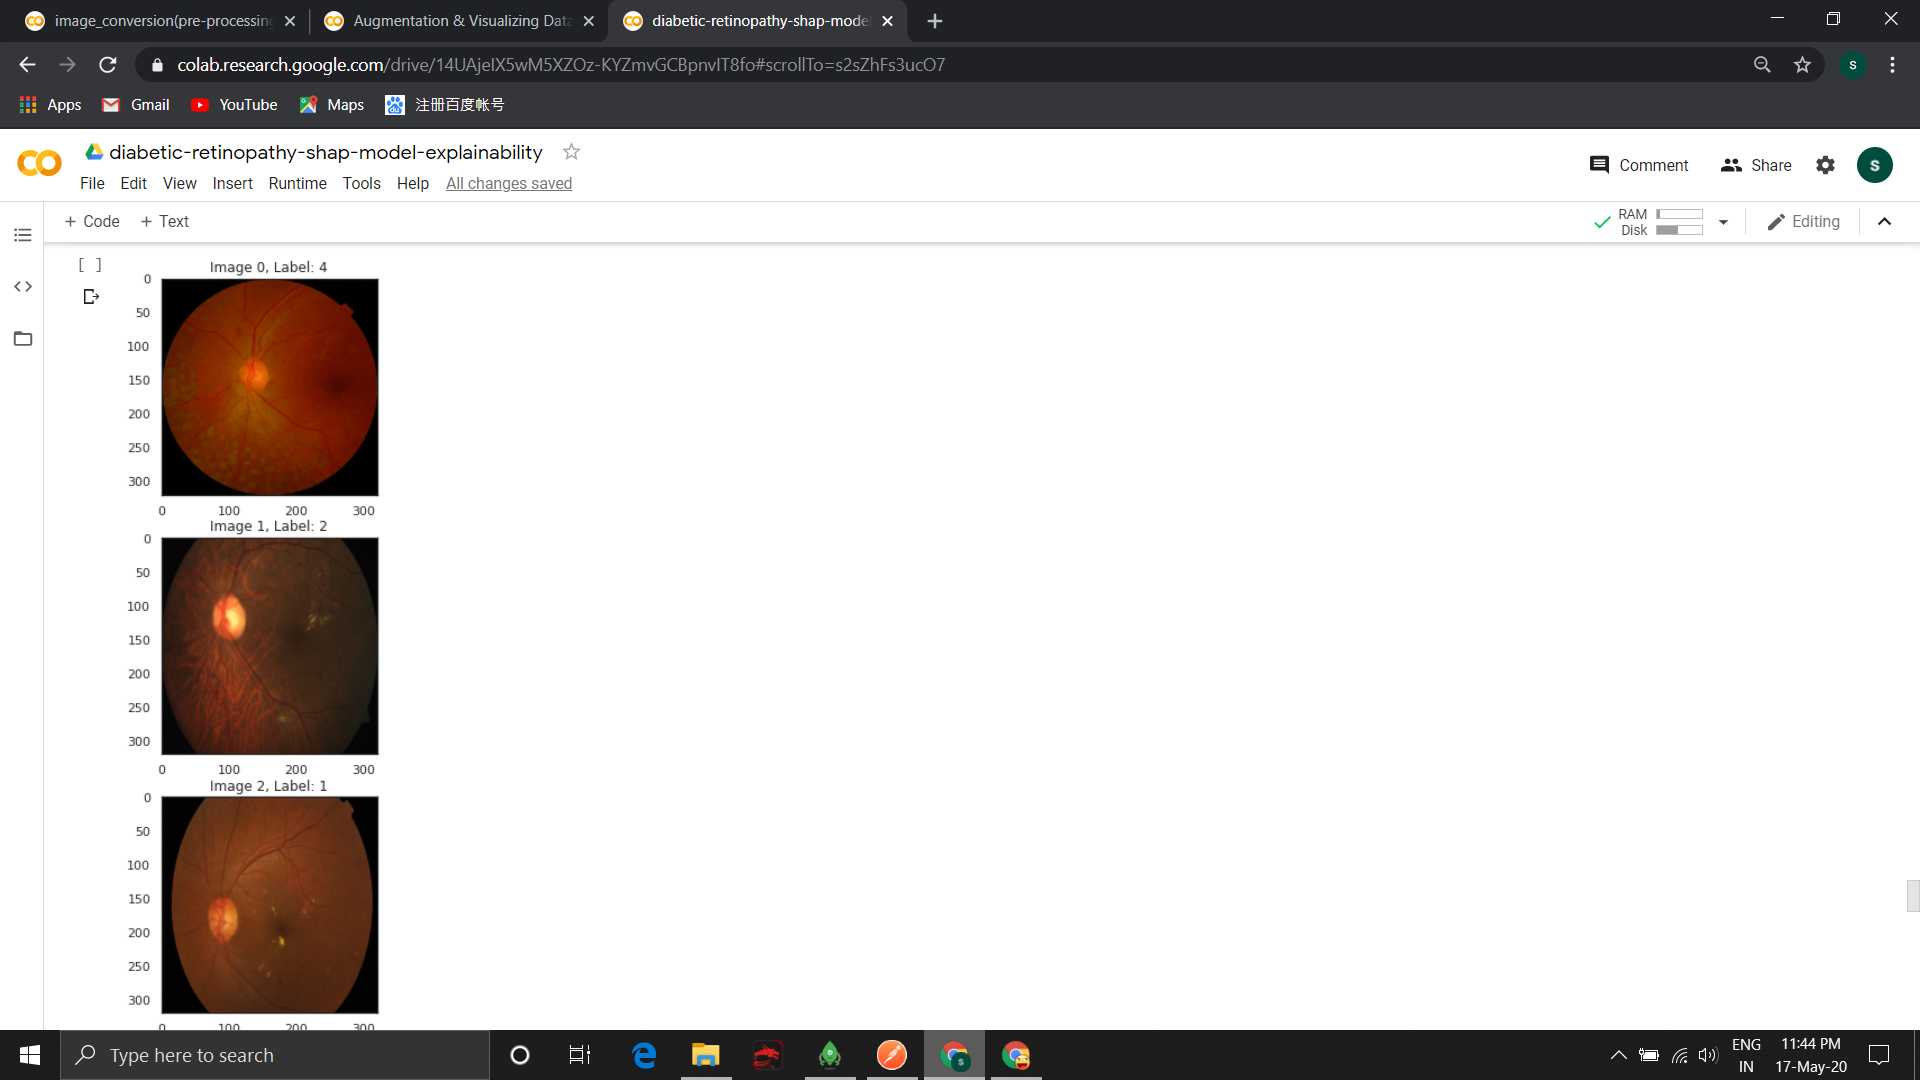 image_conversion(pre-processing
Augmentation & Visualizing Data
diabetic-retinopathy-shap-model
colab.research.google.com/drive/14UAjeIX5wM5XZOz-KYZmvGCBpnvIT8fo#scrollTo=s2sZhFs3ucO7
s
Apps
Gmail
YouTube
Maps
注册百度帐号
diabetic-retinopathy-shap-model-explainability
File Edit View Insert Runtime Tools Help All changes saved
Comment
Share
s
+ Code + Text
RAM
Disk
Editing
[ ]
Image 0, Label: 4
0
50
100
150
200
250
300
0 100 200 300
Image 1, Label: 2
0
50
100
150
200
250
300
0 100 200 300
Image 2, Label: 1
0
50
100
150
200
250
300
0 100 200 300
Type here to search
ENG
IN
11:44 PM
17-May-20